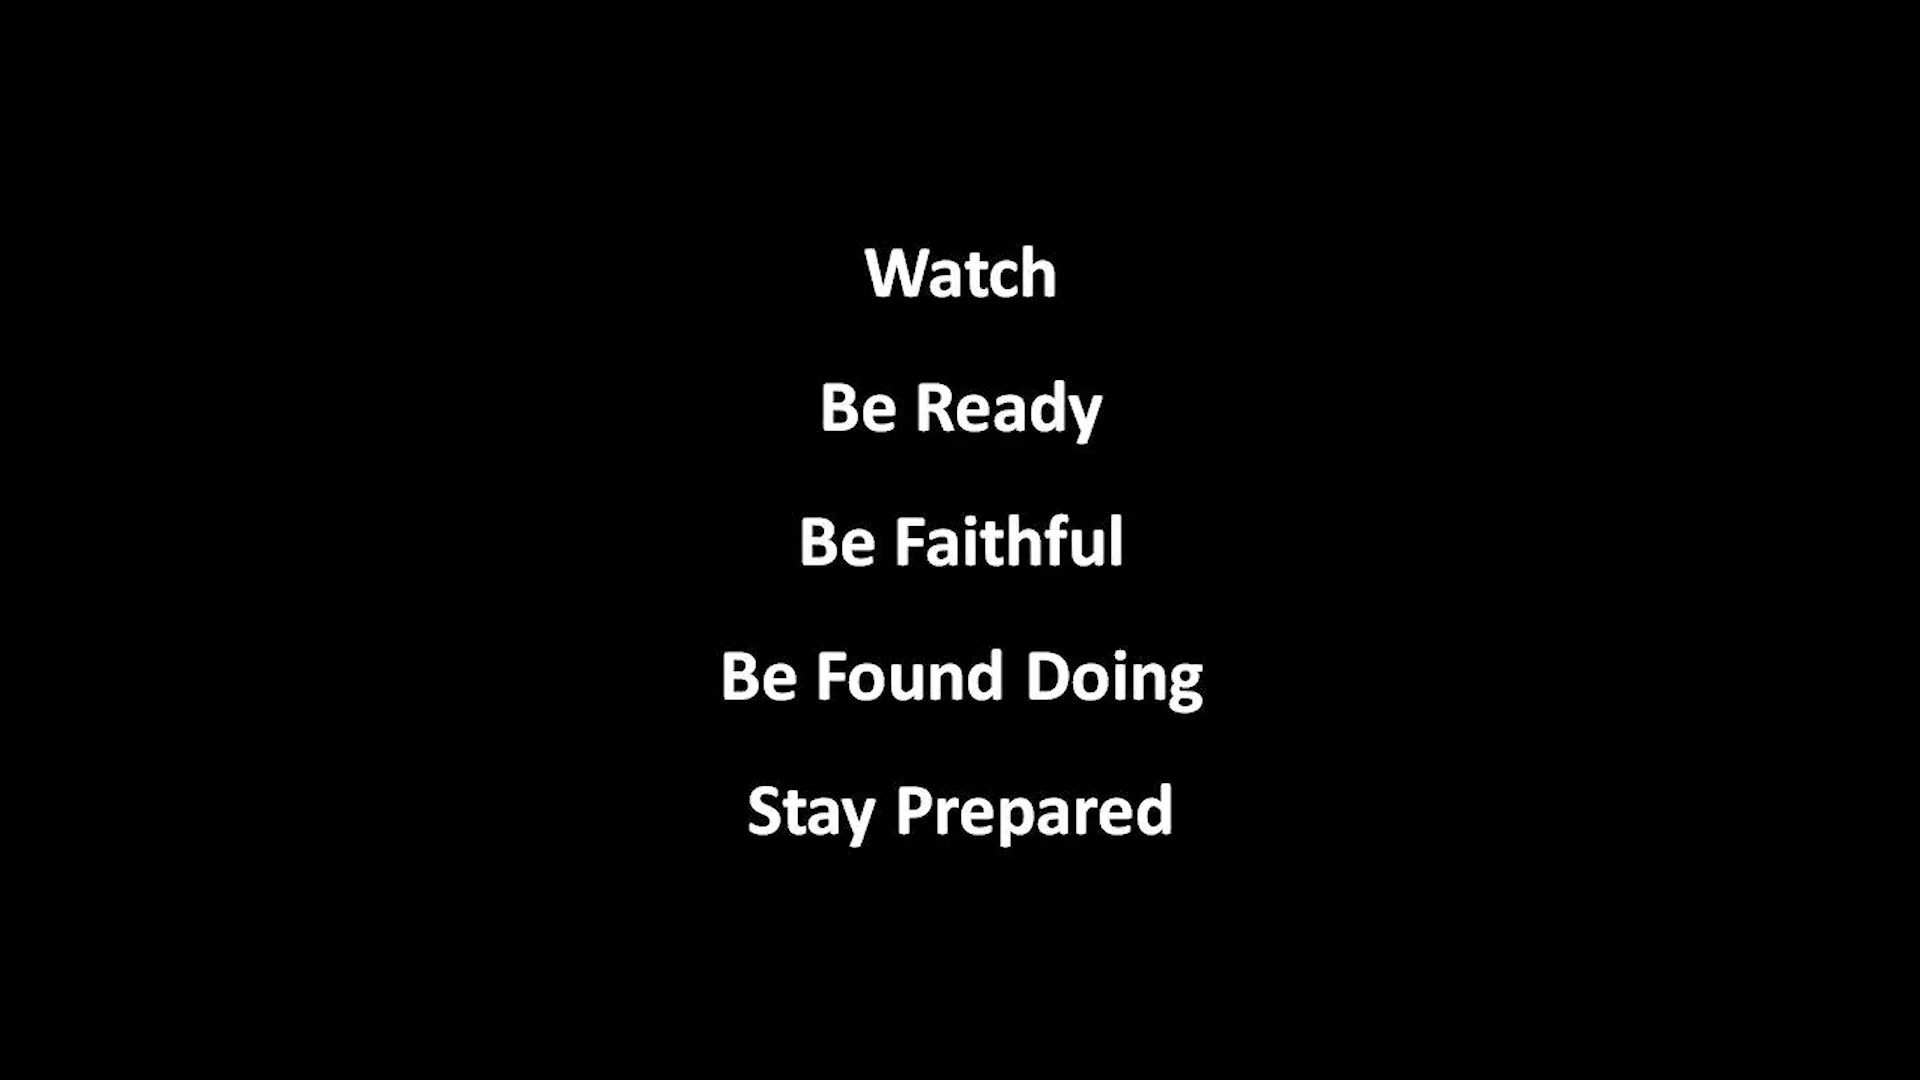 Watch
Be Ready
Be Faithful
Be Found Doing
Stay Prepared